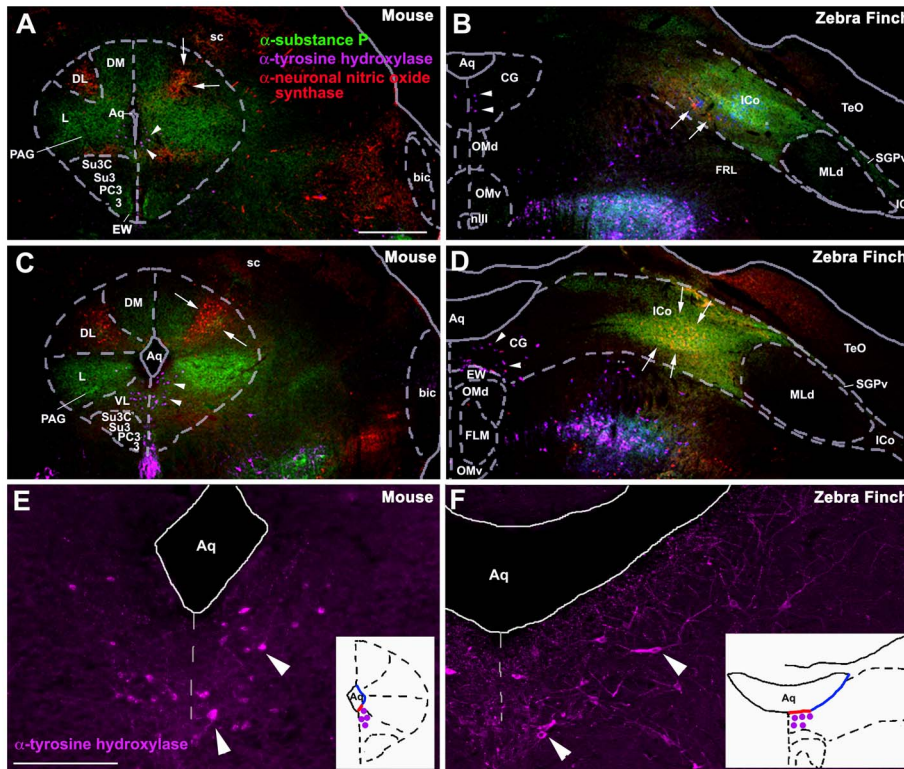 A
Mouse
sc
α-substance P
α-tyrosine hydroxylase
α-neuronal nitric oxide
synthase
DM
DL
L
Aq
PAG
Su3C
Su3
PC3
3
EW
bic
B
Zebra Finch
Aq
CG
ICo
TeO
OMd
SGPv
FRL
MLd
OMv
nIII
C
Mouse
sc
DM
DL
Aq
L
PAG
VL
Su3C
Su3
PC3
3
bic
D
Zebra Finch
ICo
Aq
CG
TeO
EW
SGPv
OMd
MLd
FLM
ICo
OMv
E
Mouse
Aq
Aq
α-tyrosine hydroxylase
F
Zebra Finch
Aq
Aq